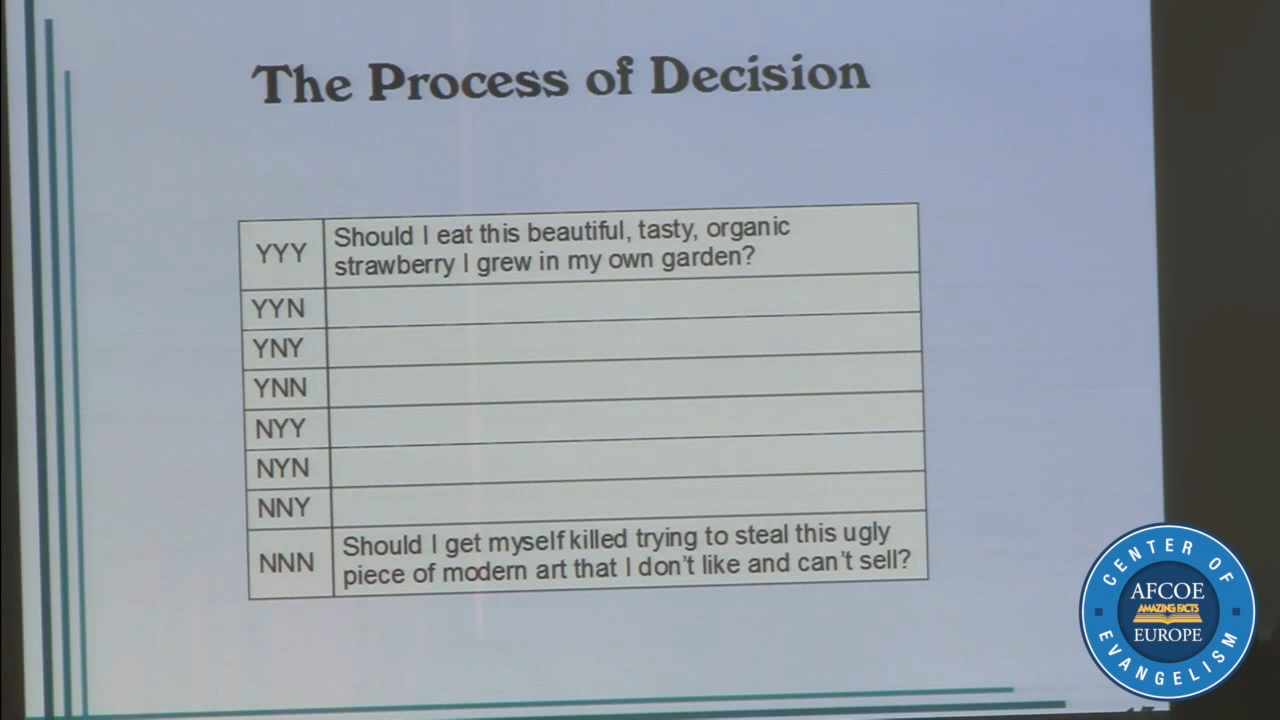 The Process of Decision
YYY
Should I eat this beautiful, tasty, organic
strawberry I grew in my own garden?
YYN
YNY
YNN
NYY
NYN
NNY
NNN
Should I get myself killed trying to steal this ugly
piece of modern art that I don't like and can't sell?
CENTER OF
AFCOE
AMAZING FACTS
EUROPE
EVANGELISM